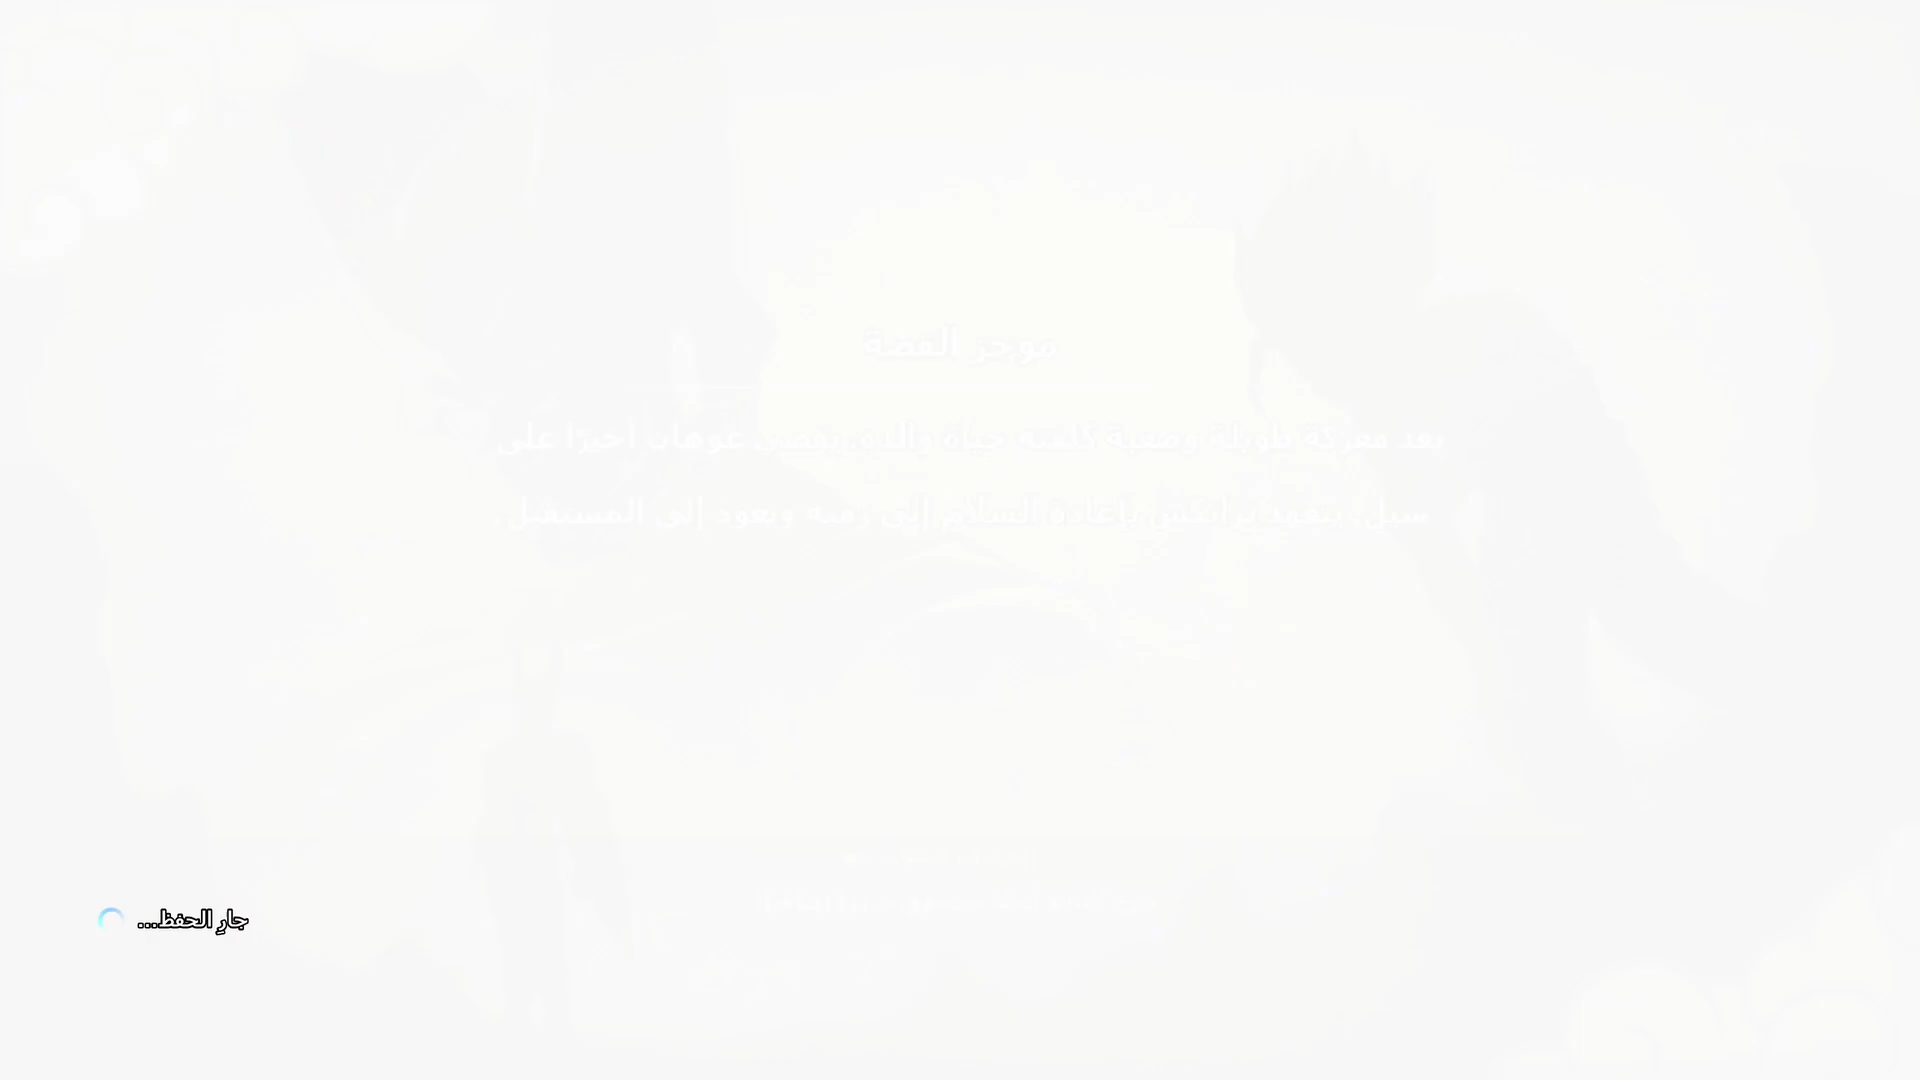 موجز القصة
بعد معركة طويلة وصعبة كلفته حياة والده، يقضي غوهان أخيرًا على
سيل. يتعهد ترانكس بإعادة السلام إلى زمنه ويعود إلى المستقبل.
جارِ الحفظ...